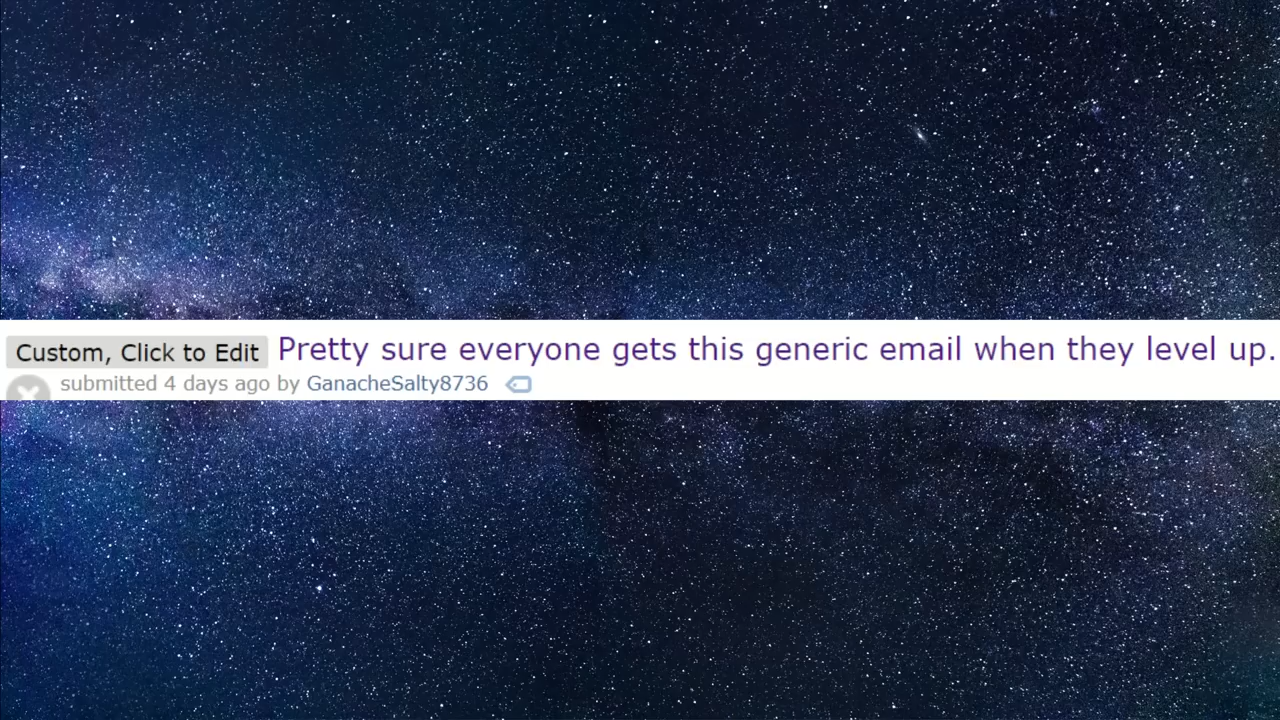 Custom, Click to Edit Pretty sure everyone gets this generic email when they level up.
submitted 4 days ago by GanacheSalty8736